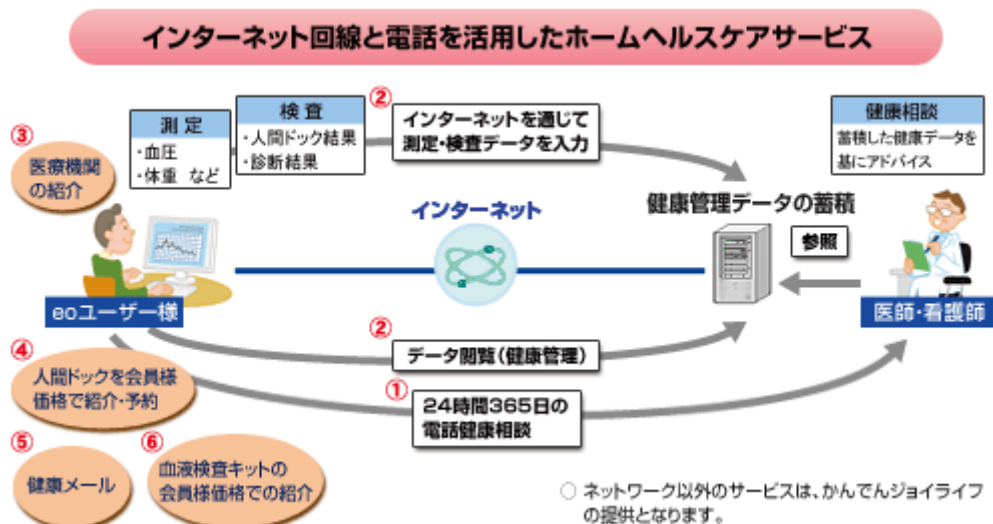 インターネット回線と電話を活用したホームヘルスケアサービス
③
医療機関
の紹介
測 定
・血圧
・体重 など
検 査
・人間ドック結果
・診断結果
②
インターネットを通じて
測定・検査データを入力
健康相談
蓄積した健康データを
基にアドバイス
インターネット
健康管理データの蓄積
参照
eoユーザー様
医師・看護師
②
データ閲覧(健康管理)
④
人間ドックを会員様
価格で紹介・予約
①
24時間365日の
電話健康相談
⑤
健康メール
⑥
血液検査キットの
会員様価格での紹介
○ ネットワーク以外のサービスは、かんでんジョイライフ
の提供となります。